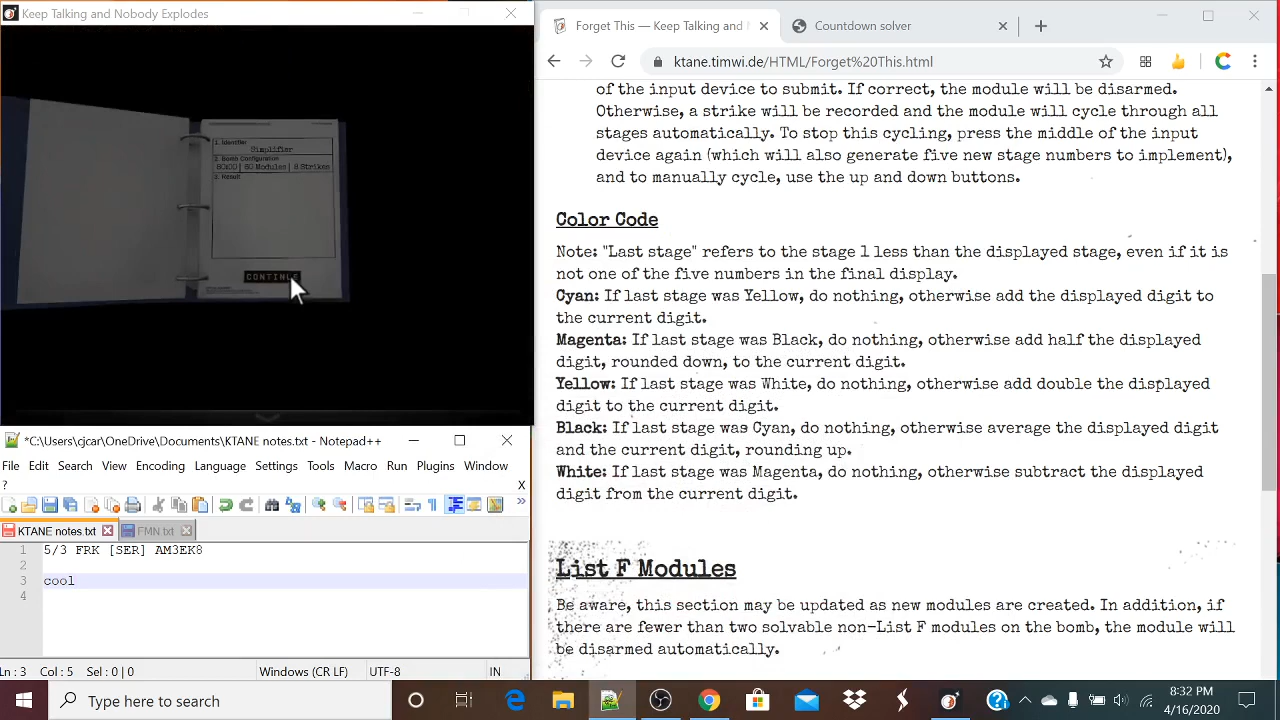 Keep Talking and Nobody Explodes
1. Identifier
Simplifier
2. Bomb Configuration
80:00 | 80 Modules | 8 Strikes
3. Result
CONTINUE
*C:\Users\cjcar\OneDrive\Documents\KTANE notes.txt - Notepad++
File Edit Search View Encoding Language Settings Tools Macro Run Plugins Window
? X
KTANE notes.txt FMN txt
1 5/3 FRK [SER] AM3EK8
2
3 cool
4
Ln : 3 Col : 5 Sel : 0 | 0 Windows (CR LF) UTF-8 IN
Forget This — Keep Talking and Countdown solver
ktane.timwi.de/HTML/Forget%20This.html
of the input device to submit. If correct, the module will be disarmed.
Otherwise, a strike will be recorded and the module will cycle through all
stages automatically. To stop this cycling, press the middle of the input
device again (which will also generate five new stage numbers to implement),
and to manually cycle, use the up and down buttons.
Color Code
Note: "Last stage" refers to the stage 1 less than the displayed stage, even if it is
not one of the five numbers in the final display.
Cyan: If last stage was Yellow, do nothing, otherwise add the displayed digit to
the current digit.
Magenta: If last stage was Black, do nothing, otherwise add half the displayed
digit, rounded down, to the current digit.
Yellow: If last stage was White, do nothing, otherwise add double the displayed
digit to the current digit.
Black: If last stage was Cyan, do nothing, otherwise average the displayed digit
and the current digit, rounding up.
White: If last stage was Magenta, do nothing, otherwise subtract the displayed
digit from the current digit.
List F Modules
Be aware, this section may be updated as new modules are created. In addition, if
there are fewer than two solvable non-List F modules on the bomb, the module will
be disarmed automatically.
Type here to search
8:32 PM
4/16/2020